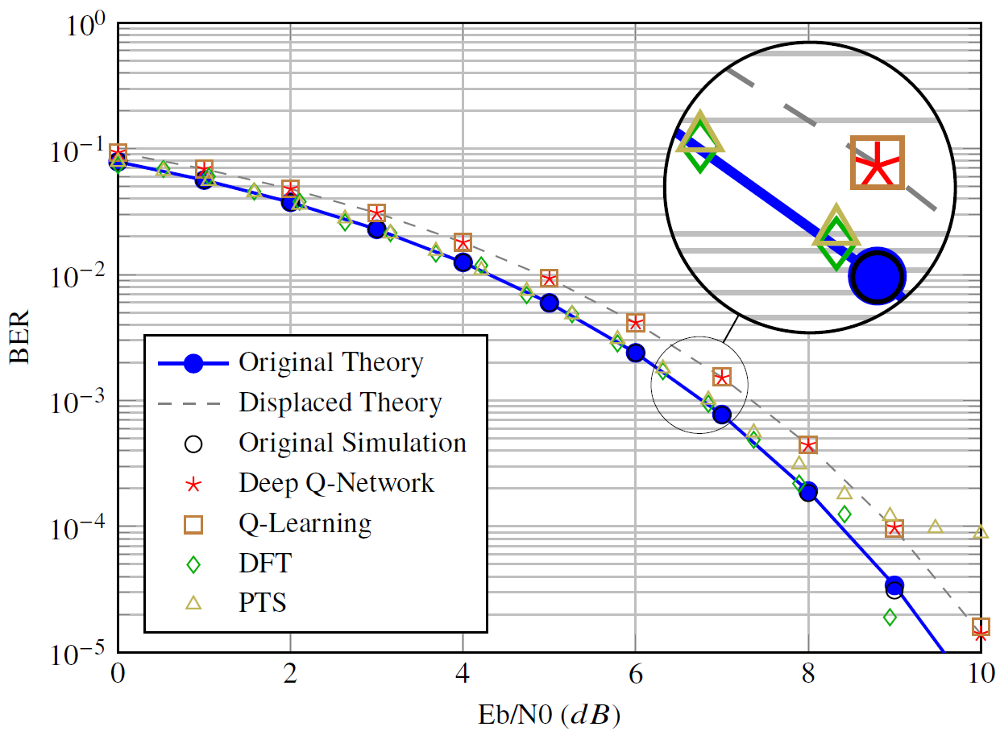 10^0
10^-1
10^-2
10^-3
10^-4
10^-5
BER
Original Theory
Displaced Theory
Original Simulation
Deep Q-Network
Q-Learning
DFT
PTS
0 2 4 6 8 10
Eb/N0 (dB)